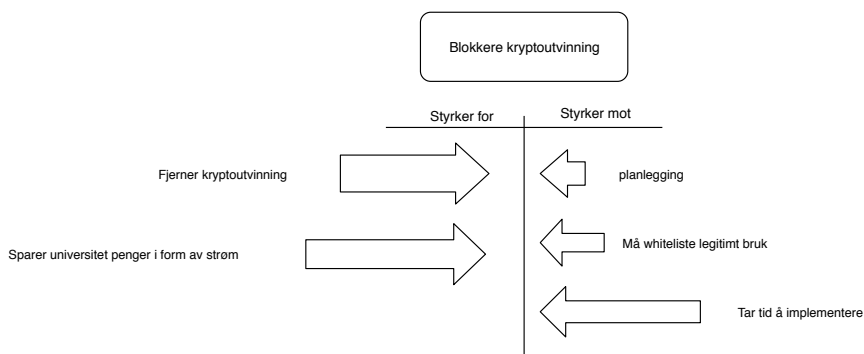 Blokkere kryptoutvinning
Styrker for
Styrker mot
Fjerner kryptoutvinning
planlegging
Sparer universitet penger i form av strøm
Må whiteliste legitimt bruk
Tar tid å implementere